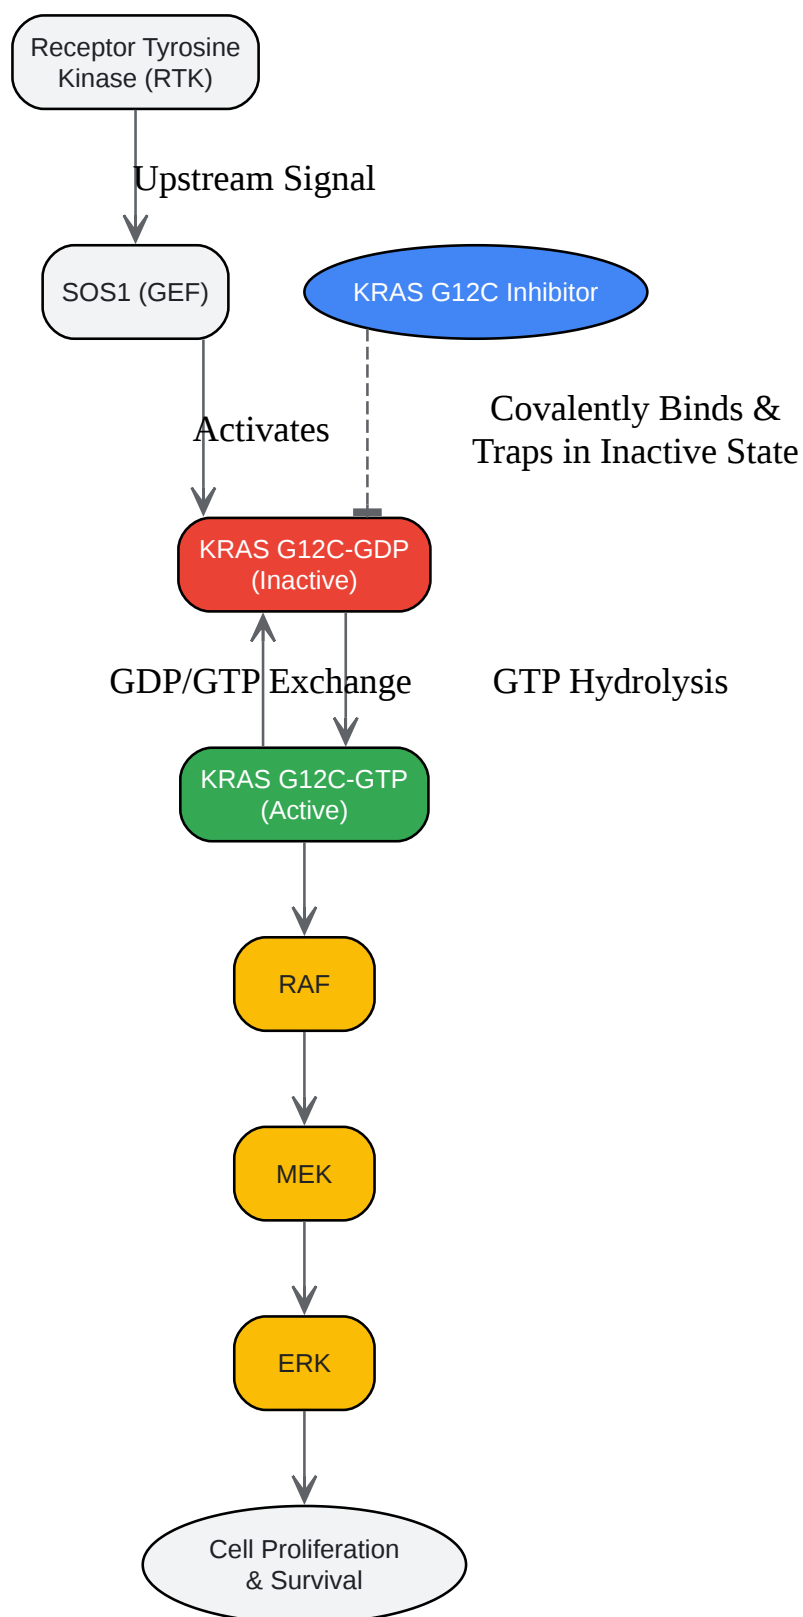 Receptor Tyrosine
Kinase (RTK)
Upstream Signal
SOS1 (GEF)
KRAS G12C Inhibitor
Activates
Covalently Binds &
Traps in Inactive State
KRAS G12C-GDP
(Inactive)
GDP/GTP Exchange
GTP Hydrolysis
KRAS G12C-GTP
(Active)
RAF
MEK
ERK
Cell Proliferation
& Survival